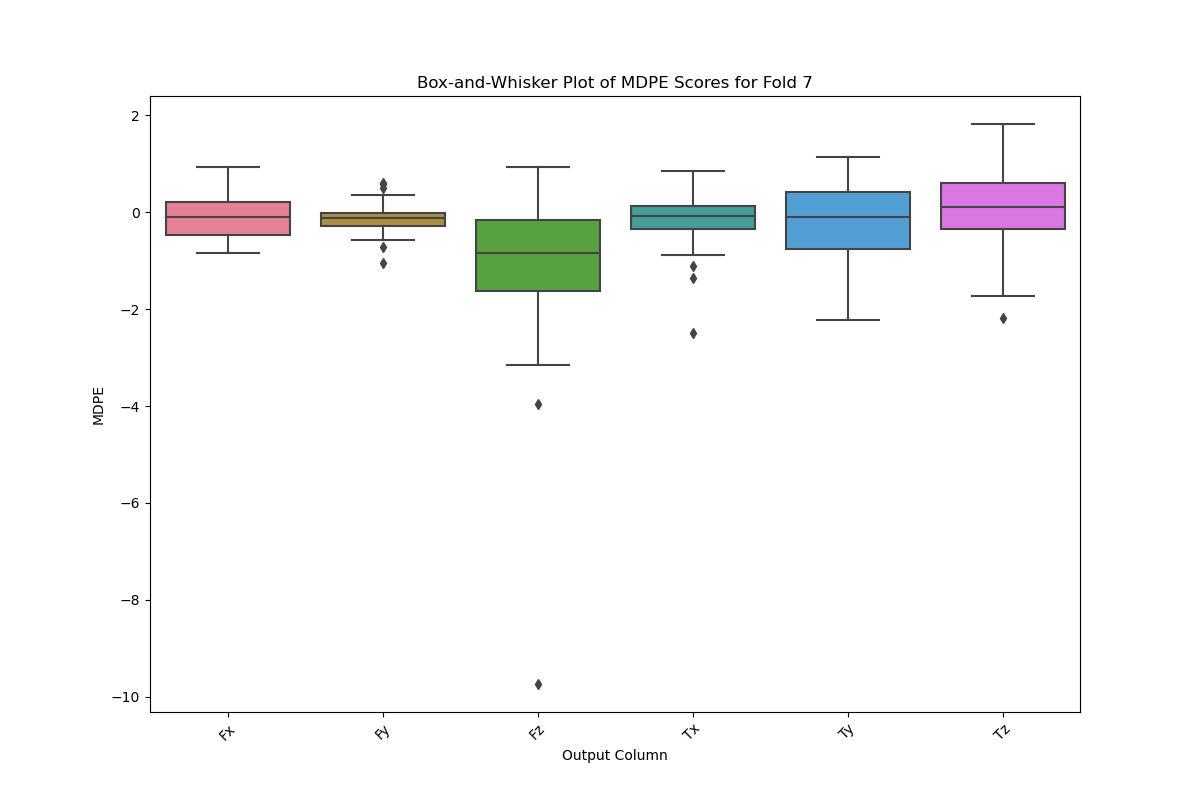 Box-and-Whisker Plot of MDPE Scores for Fold 7
2
0
−2
−4
−6
−8
−10
MDPE
Fx
Fy
Fz
Tx
Ty
Tz
Output Column